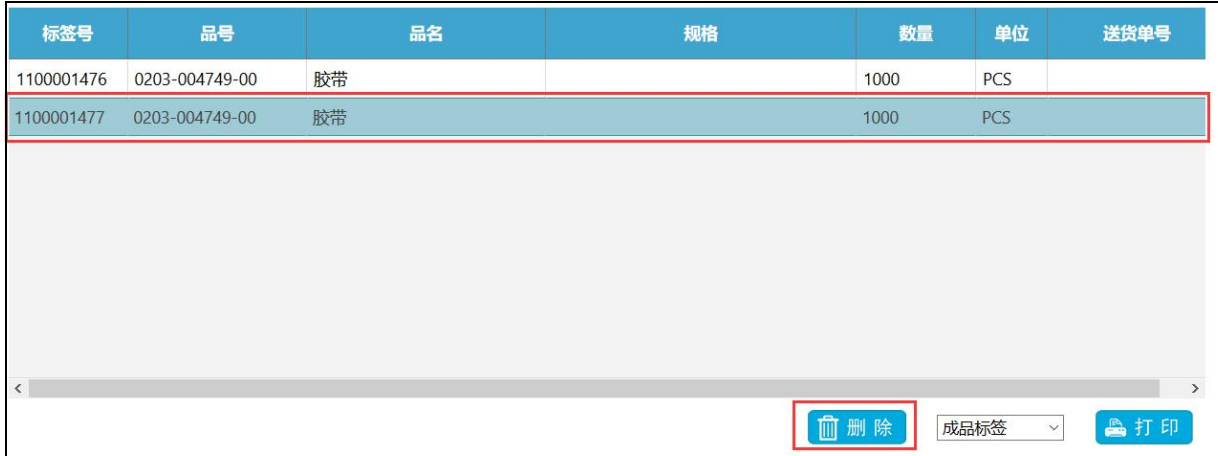 标签号 品号 品名 规格 数量 单位 送货单号
1100001476 0203-004749-00 胶带 1000 PCS
1100001477 0203-004749-00 胶带 1000 PCS
删除 成品标签 打印